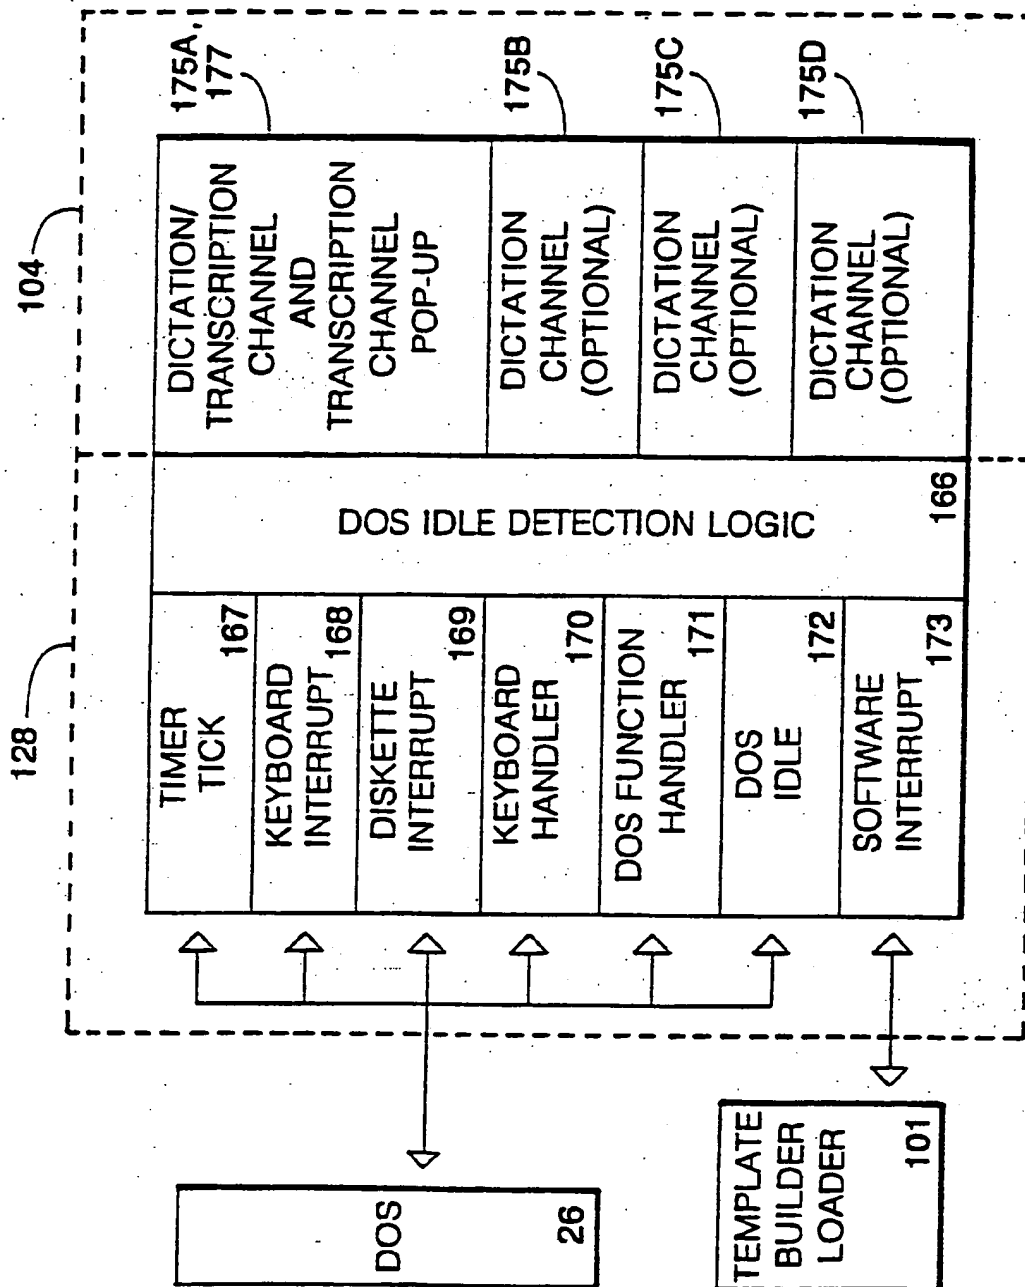 104
128
DICTATION/
TRANSCRIPTION
CHANNEL
AND
TRANSCRIPTION
CHANNEL
POP-UP
175A,
177
DICTATION
CHANNEL
(OPTIONAL)
175B
DICTATION
CHANNEL
(OPTIONAL)
175C
DICTATION
CHANNEL
(OPTIONAL)
175D
DOS IDLE DETECTION LOGIC
166
TIMER
TICK
167
KEYBOARD
INTERRUPT
168
DISKETTE
INTERRUPT
169
KEYBOARD
HANDLER
170
DOS FUNCTION
HANDLER
171
DOS
IDLE
172
SOFTWARE
INTERRUPT
173
DOS
26
TEMPLATE
BUILDER
LOADER
101